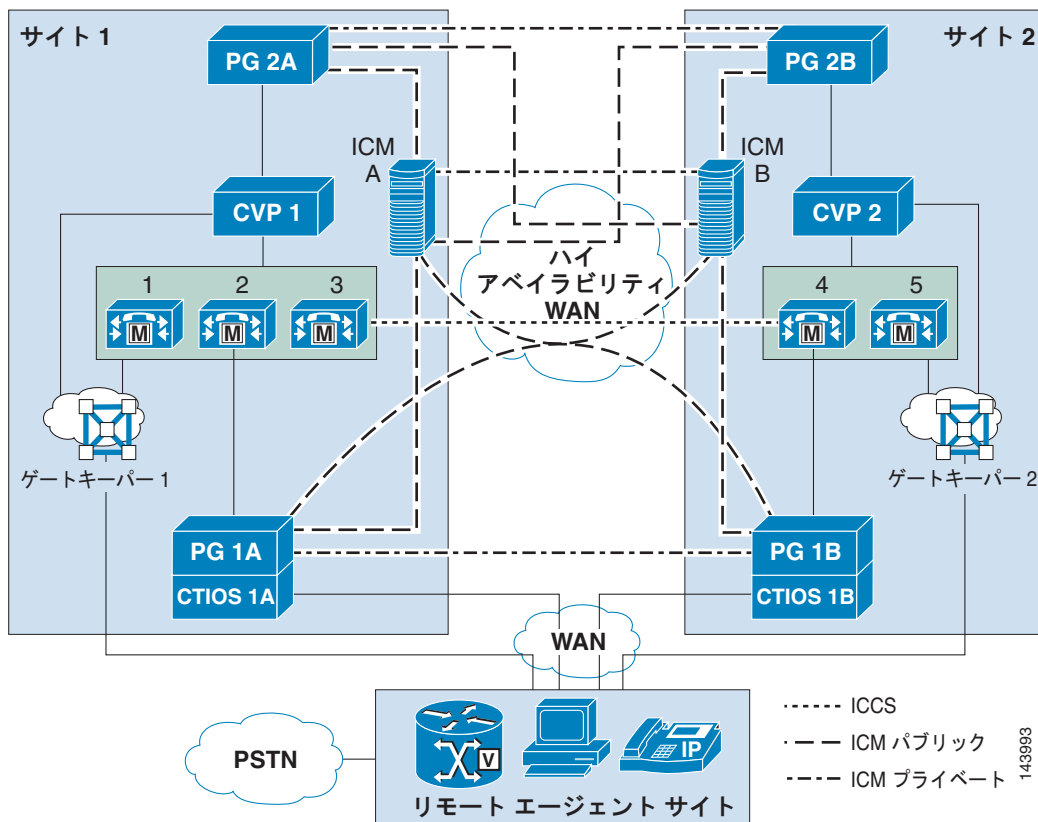 サイト 1
サイト 2
PG 2A
PG 2B
ICM
A
ICM
B
CVP 1
CVP 2
ハイ
アベイラビリティ
WAN
1
2
3
4
5
M
M
M
M
M
ゲートキーパー 1
ゲートキーパー 2
PG 1A
PG 1B
CTIOS 1A
CTIOS 1B
WAN
PSTN
V
IP
リモート エージェント サイト
ICCS
ICM パブリック
ICM プライベート
143993